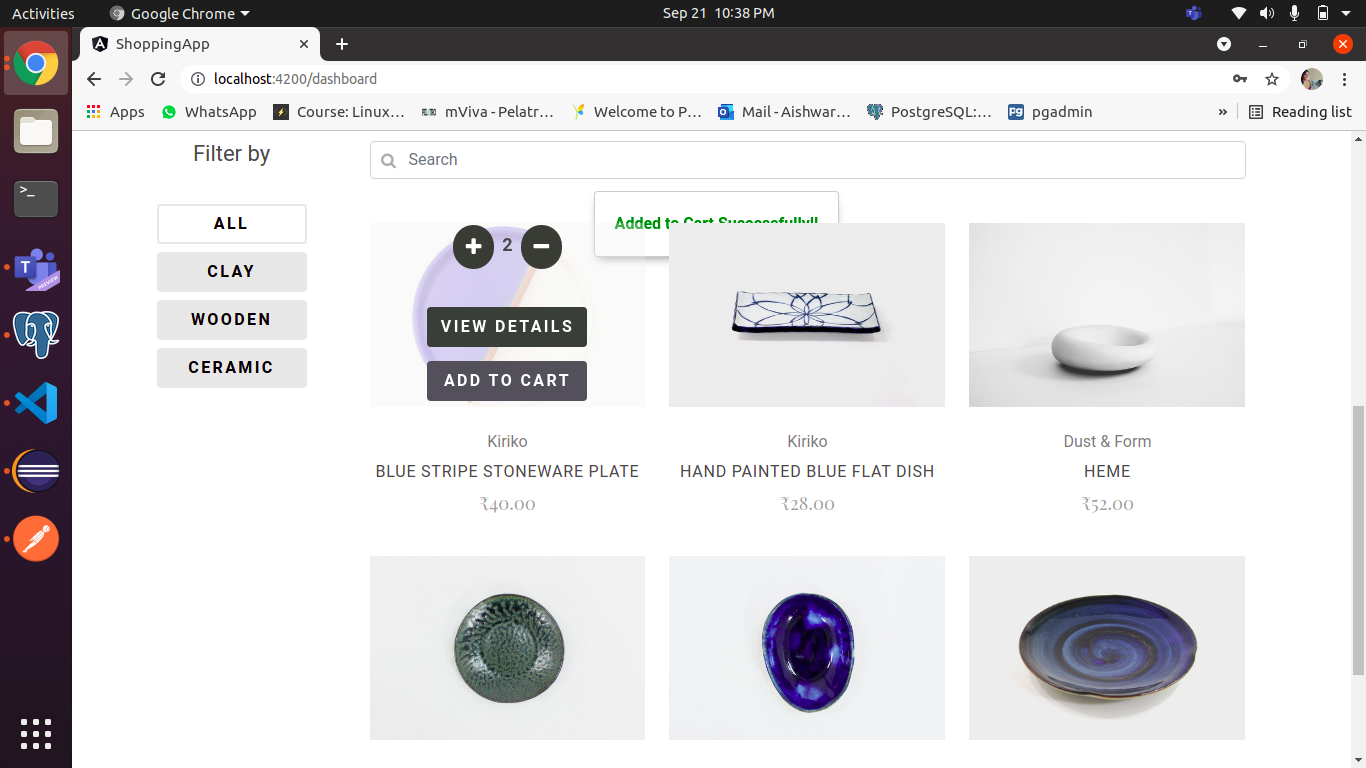 Activities Google Chrome Sep 21 10:38 PM
ShoppingApp
localhost:4200/dashboard
Apps WhatsApp Course: Linux... mViva - Pelatr... Welcome to P... Mail - Aishwar... PostgreSQL:... pgadmin » Reading list
Filter by
Search
ALL
CLAY
WOODEN
CERAMIC
Added to Cart Successfully!!
2
VIEW DETAILS
ADD TO CART
Kiriko
BLUE STRIPE STONEWARE PLATE
₹40.00
Kiriko
HAND PAINTED BLUE FLAT DISH
₹28.00
Dust & Form
HEME
₹52.00